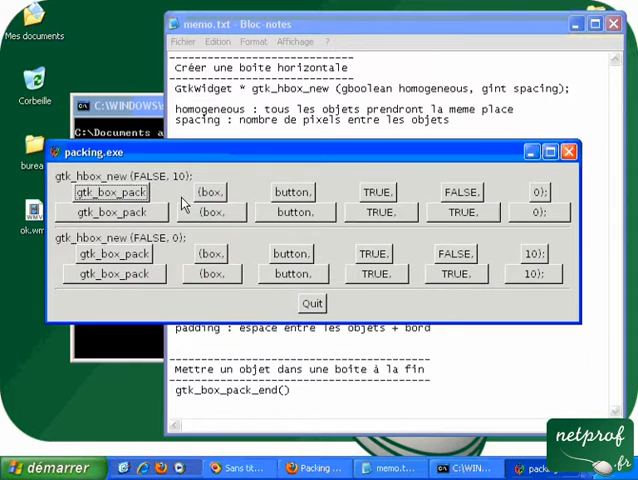 Mes documents
Corbeille
burea
ok.wm
memo.txt - Bloc-notes
Fichier Edition Format Affichage ?
Créer une boite horizontale
GtkWidget * gtk_hbox_new (gboolean homogeneous, gint spacing);
homogeneous : tous les objets prendront la meme place
spacing : nombre de pixels entre les objets
C:\WINDOWS\
C:\Documents a
packing.exe
gtk_hbox_new (FALSE, 10);
gtk_box_pack (box, button, TRUE, FALSE, 0);
gtk_box_pack (box, button, TRUE, TRUE, 0);
gtk_hbox_new (FALSE, 0);
gtk_box_pack (box, button, TRUE, FALSE, 10);
gtk_box_pack (box, button, TRUE, TRUE, 10);
Quit
padding : espace entre les objets + bord
Mettre un objet dans une boite à la fin
gtk_box_pack_end()
netprof
.fr
démarrer
Sans tit...
Packing ...
memo.t...
C:\WIN...
packin